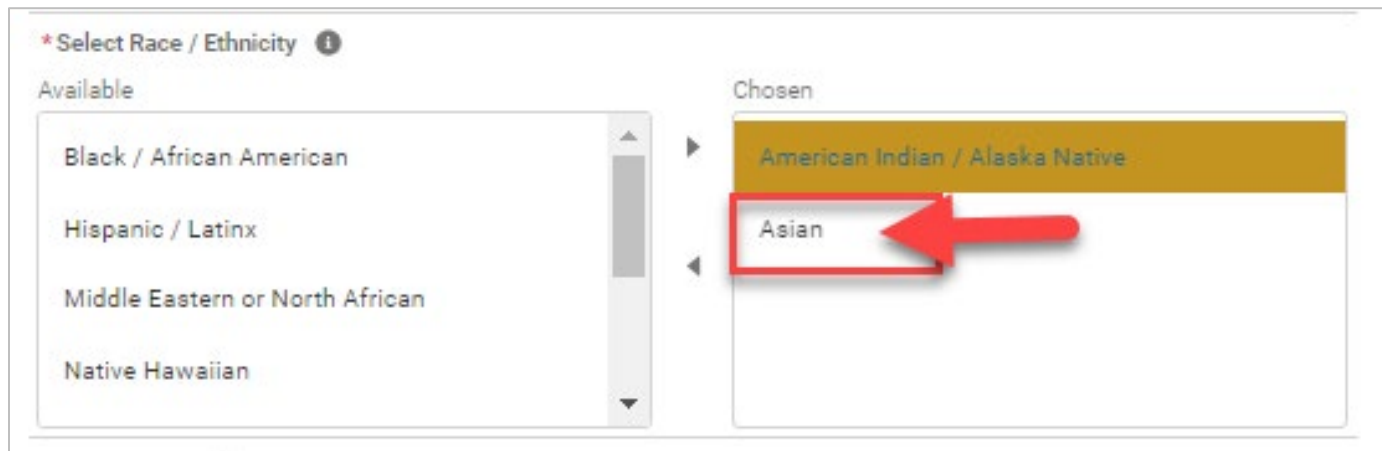 *Select Race / Ethnicity
Available
Chosen
Black / African American
Hispanic / Latinx
Middle Eastern or North African
Native Hawaiian
American Indian / Alaska Native
Asian